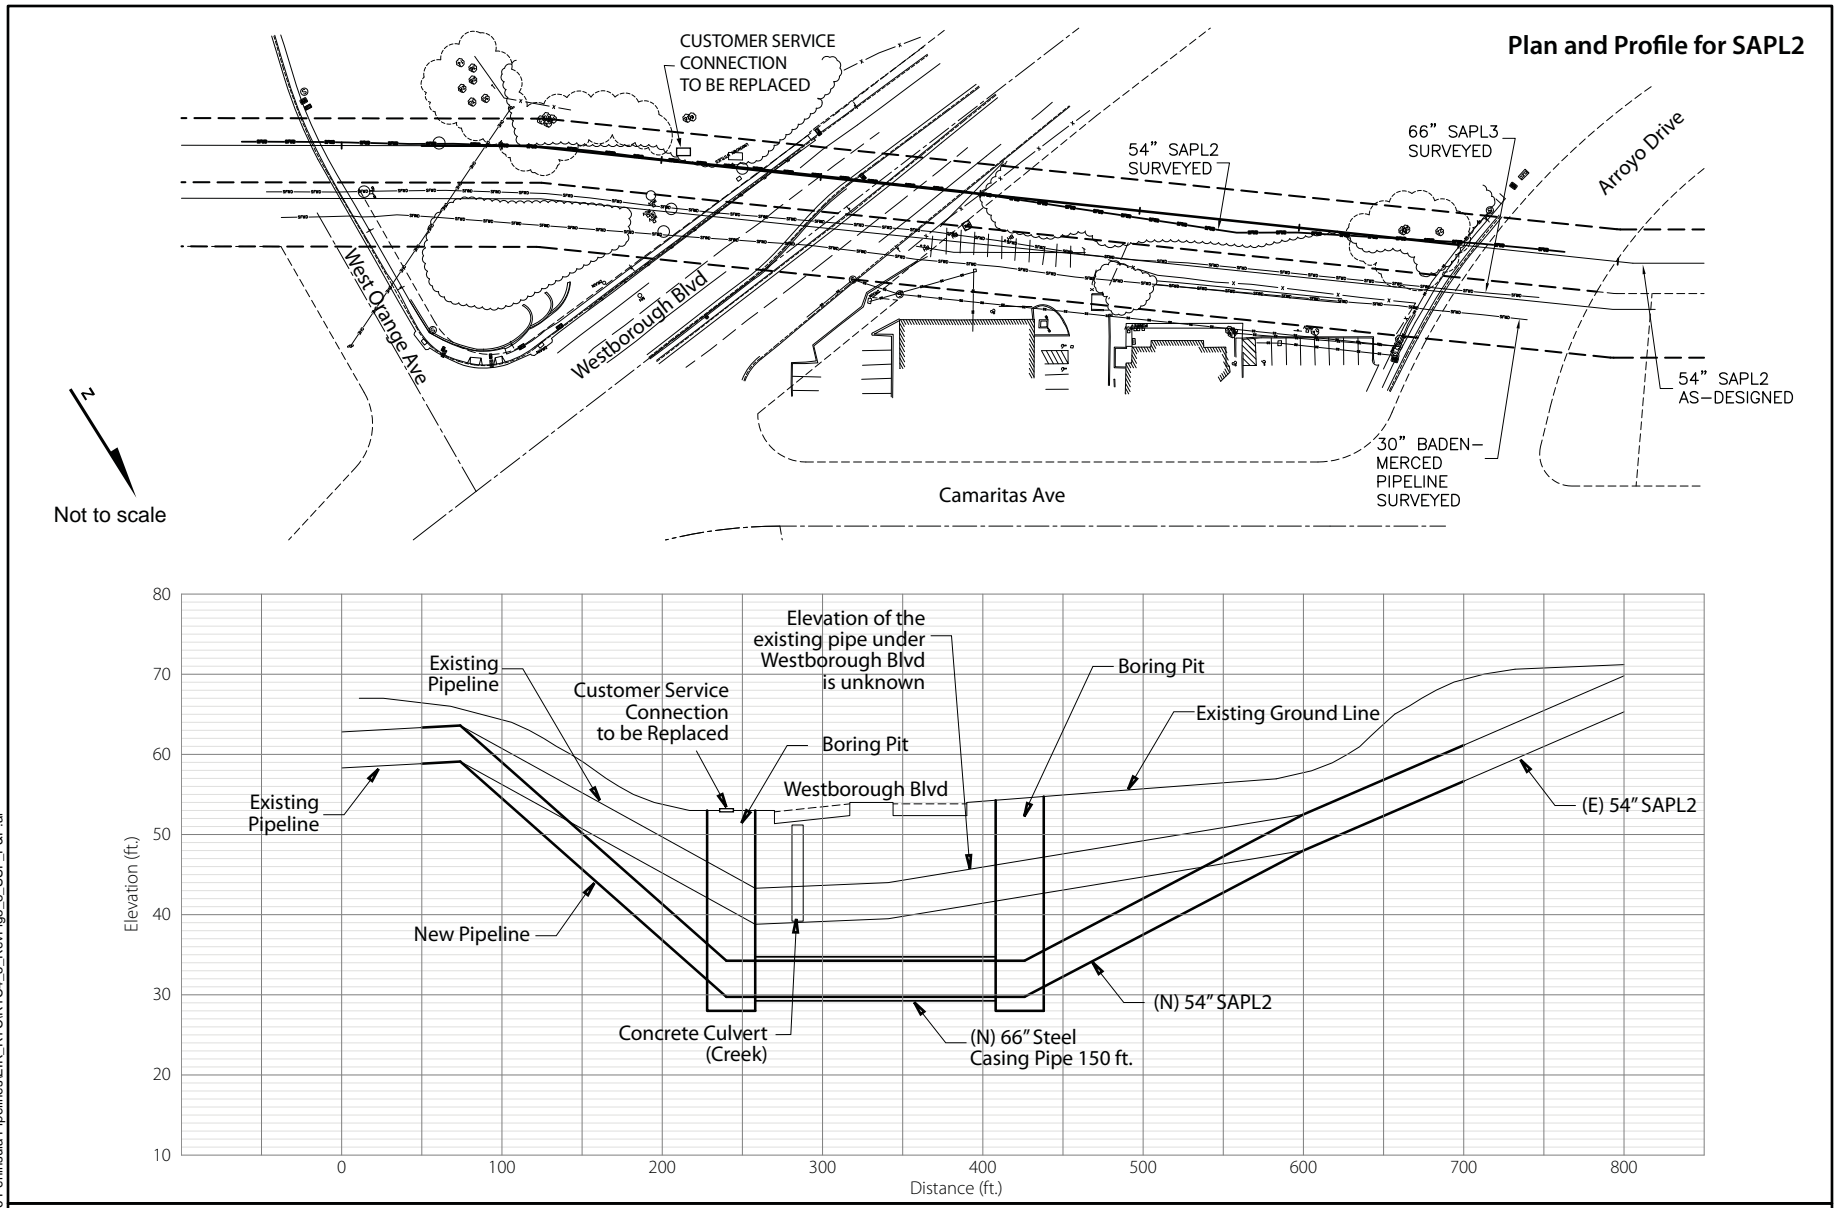 Plan and Profile for SAPL2
CUSTOMER SERVICE
CONNECTION
TO BE REPLACED
54” SAPL2
SURVEYED
66” SAPL3
SURVEYED
Arroyo Drive
West Orange Ave
Westborough Blvd
54” SAPL2
AS–DESIGNED
30” BADEN–
MERCED
PIPELINE
SURVEYED
Camaritas Ave
Z
Not to scale
80
70
60
50
40
30
20
10
Elevation (ft.)
Existing
Pipeline
Customer Service
Connection
to be Replaced
Elevation of the
existing pipe under
Westborough Blvd
is unknown
Boring Pit
Existing Ground Line
Boring Pit
Westborough Blvd
Existing
Pipeline
(E) 54” SAPL2
New Pipeline
(N) 54” SAPL2
Concrete Culvert
(Creek)
(N) 66” Steel
Casing Pipe 150 ft.
0 100 200 300 400 500 600 700 800
Distance (ft.)